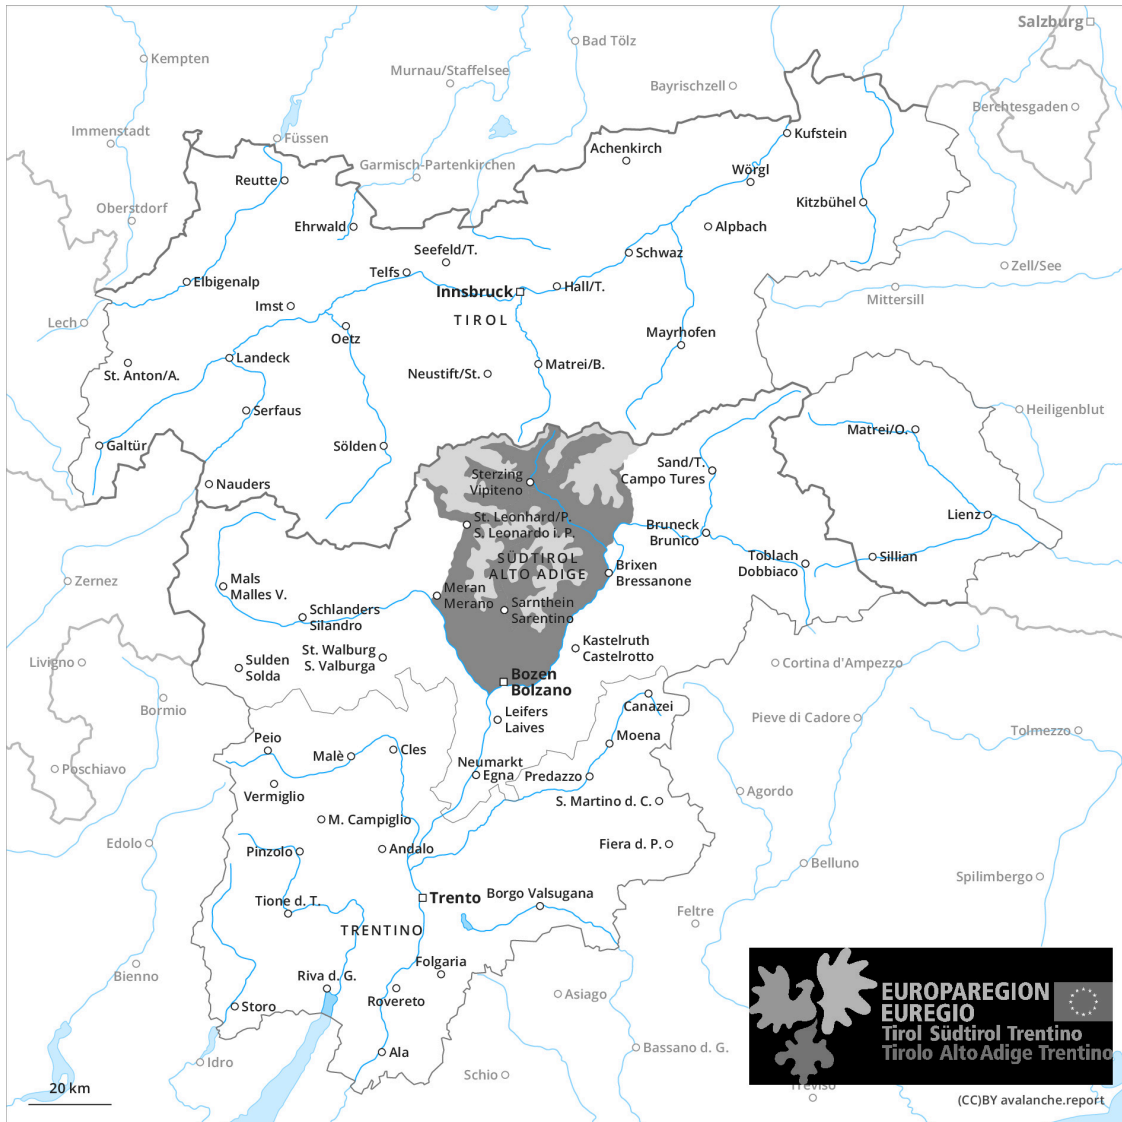 Salzburg
Bad Tölz
Kempten
Murnau/Staffelsee
Bayrischzell
Berchtesgaden
Immenstadt
Füssen
Kufstein
Achenkirch
Garmisch-Partenkirchen
Wörgl
Reutte
Kitzbühel
Oberstdorf
Ehrwald
Alpbach
Seefeld/T.
Schwaz
Zell/See
Telfs
Elbigenalp
Innsbruck
Hall/T.
Mittersill
Imst
TIROL
Lech
Oetz
Mayrhofen
Landeck
Matrei/B.
St. Anton/A.
Neustift/St.
Serfaus
Heiligenblut
Matrei/O.
Galtür
Sölden
Sand/T.
Campo Tures
Sterzing
Vipiteno
Nauders
St. Leonhard/P.
S. Leonardo i. P.
Lienz
Bruneck
Brunico
SÜDTIROL
ALTO ADIGE
Toblach
Dobbiaco
Sillian
Brixen
Bressanone
Zernez
Mals
Malles V.
Meran
Merano
Sarnthein
Sarentino
Schlanders
Silandro
Kastelruth
Castelrotto
St. Walburg
S. Valburga
Livigno
Sulden
Solda
Cortina d'Ampezzo
Bozen
Bolzano
Canazei
Bormio
Leifers
Laives
Pieve di Cadore
Tolmezzo
Moena
Peio
Malè
Cles
Neumarkt
Egna
Predazzo
Poschiavo
Vermiglio
S. Martino d. C.
Agordo
M. Campiglio
Edolo
Pinzolo
Andalo
Fiera d. P.
Belluno
Spilimbergo
Trento
Borgo Valsugana
Tione d. T.
Feltre
TRENTINO
Folgaria
Bienno
Riva d. G.
Rovereto
Asiago
Storo
EUROPAREGION
EUREGIO
Tirol Südtirol Trentino
Tirolo Alto Adige Trentino
Ala
Idro
Bassano d. G.
Schio
Treviso
20 km
(CC)BY avalanche.report